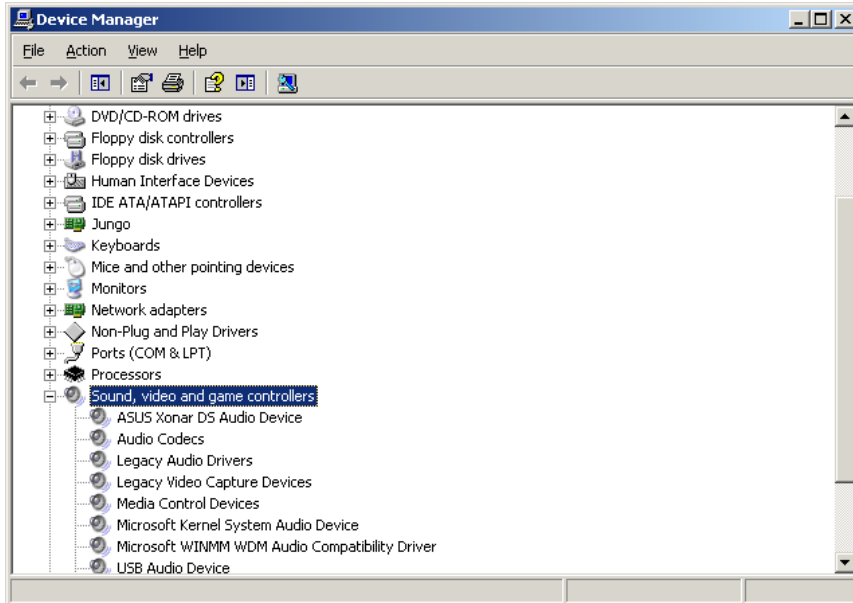 Device Manager
File Action View Help
DVD/CD-ROM drives
Floppy disk controllers
Floppy disk drives
Human Interface Devices
IDE ATA/ATAPI controllers
Jungo
Keyboards
Mice and other pointing devices
Monitors
Network adapters
Non-Plug and Play Drivers
Ports (COM & LPT)
Processors
Sound, video and game controllers
ASUS Xonar DS Audio Device
Audio Codecs
Legacy Audio Drivers
Legacy Video Capture Devices
Media Control Devices
Microsoft Kernel System Audio Device
Microsoft WINMM WDM Audio Compatibility Driver
USB Audio Device